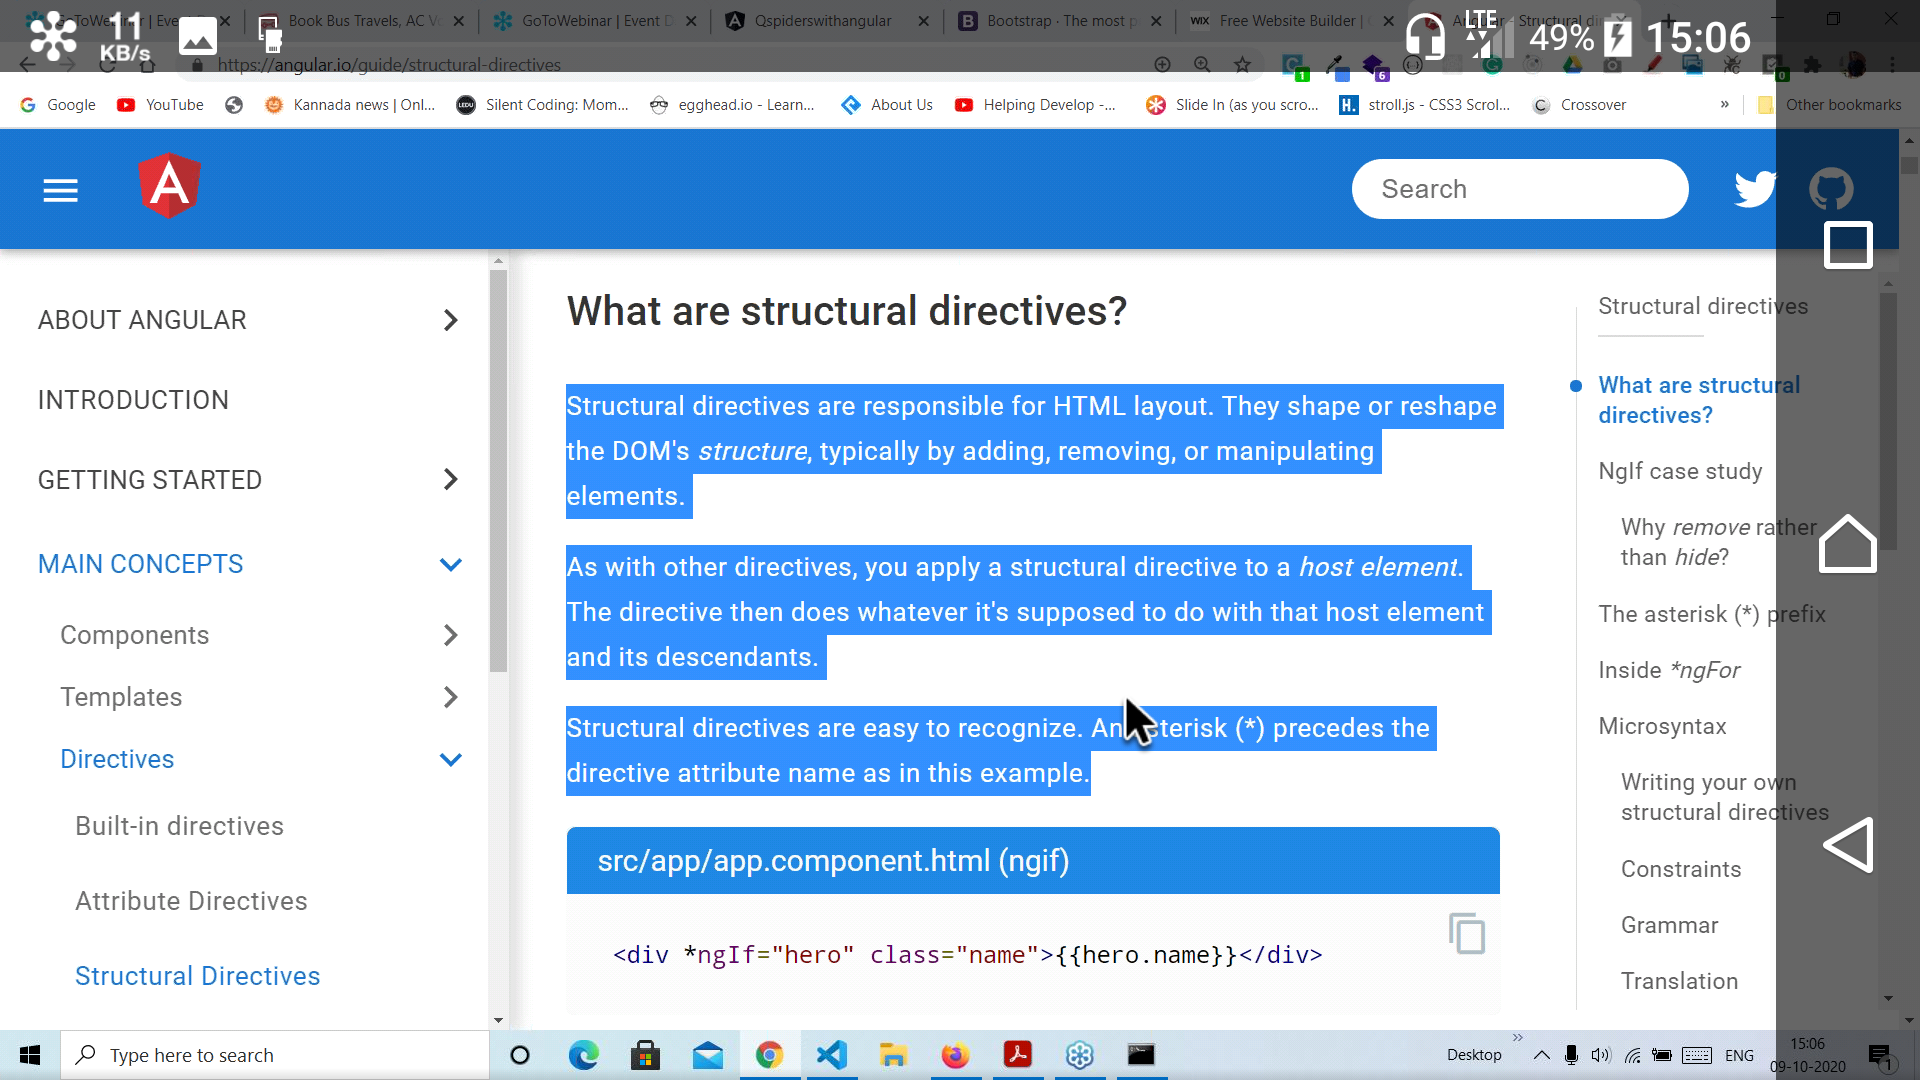 11
KB/s
LTE
49%
15:06
Book Bus Travels, AC V
GoToWebinar | Event D
Qspiderswithangular
Bootstrap · The most p
Free Website Builder |
https://angular.io/guide/structural-directives
Google
YouTube
Kannada news | Onl...
Silent Coding: Mom...
egghead.io - Learn...
About Us
Helping Develop -...
Slide In (as you scro...
stroll.js - CSS3 Scrol...
Crossover
»
Other bookmarks
Search
ABOUT ANGULAR
INTRODUCTION
GETTING STARTED
MAIN CONCEPTS
Components
Templates
Directives
Built-in directives
Attribute Directives
Structural Directives
What are structural directives?
Structural directives are responsible for HTML layout. They shape or reshape
the DOM's structure, typically by adding, removing, or manipulating
elements.
As with other directives, you apply a structural directive to a host element.
The directive then does whatever it's supposed to do with that host element
and its descendants.
Structural directives are easy to recognize. An asterisk (*) precedes the
directive attribute name as in this example.
src/app/app.component.html (ngif)
<div *ngIf="hero" class="name">{{hero.name}}</div>
Structural directives
What are structural
directives?
NgIf case study
Why remove rather
than hide?
The asterisk (*) prefix
Inside *ngFor
Microsyntax
Writing your own
structural directives
Constraints
Grammar
Translation
Type here to search
Desktop
ENG
15:06
09-10-2020